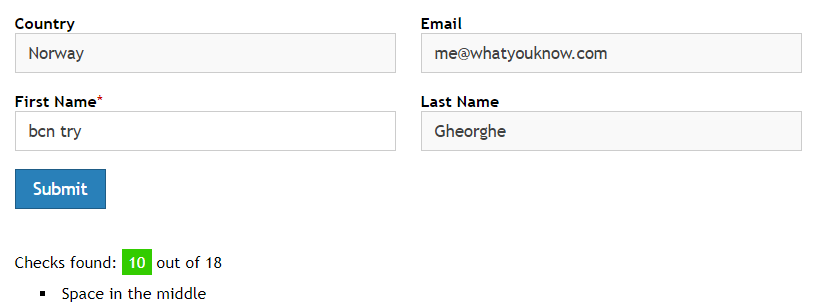 Country Email
Norway me@whatyouknow.com
First Name* Last Name
bcn try Gheorghe
Submit
Checks found: 10 out of 18
Space in the middle